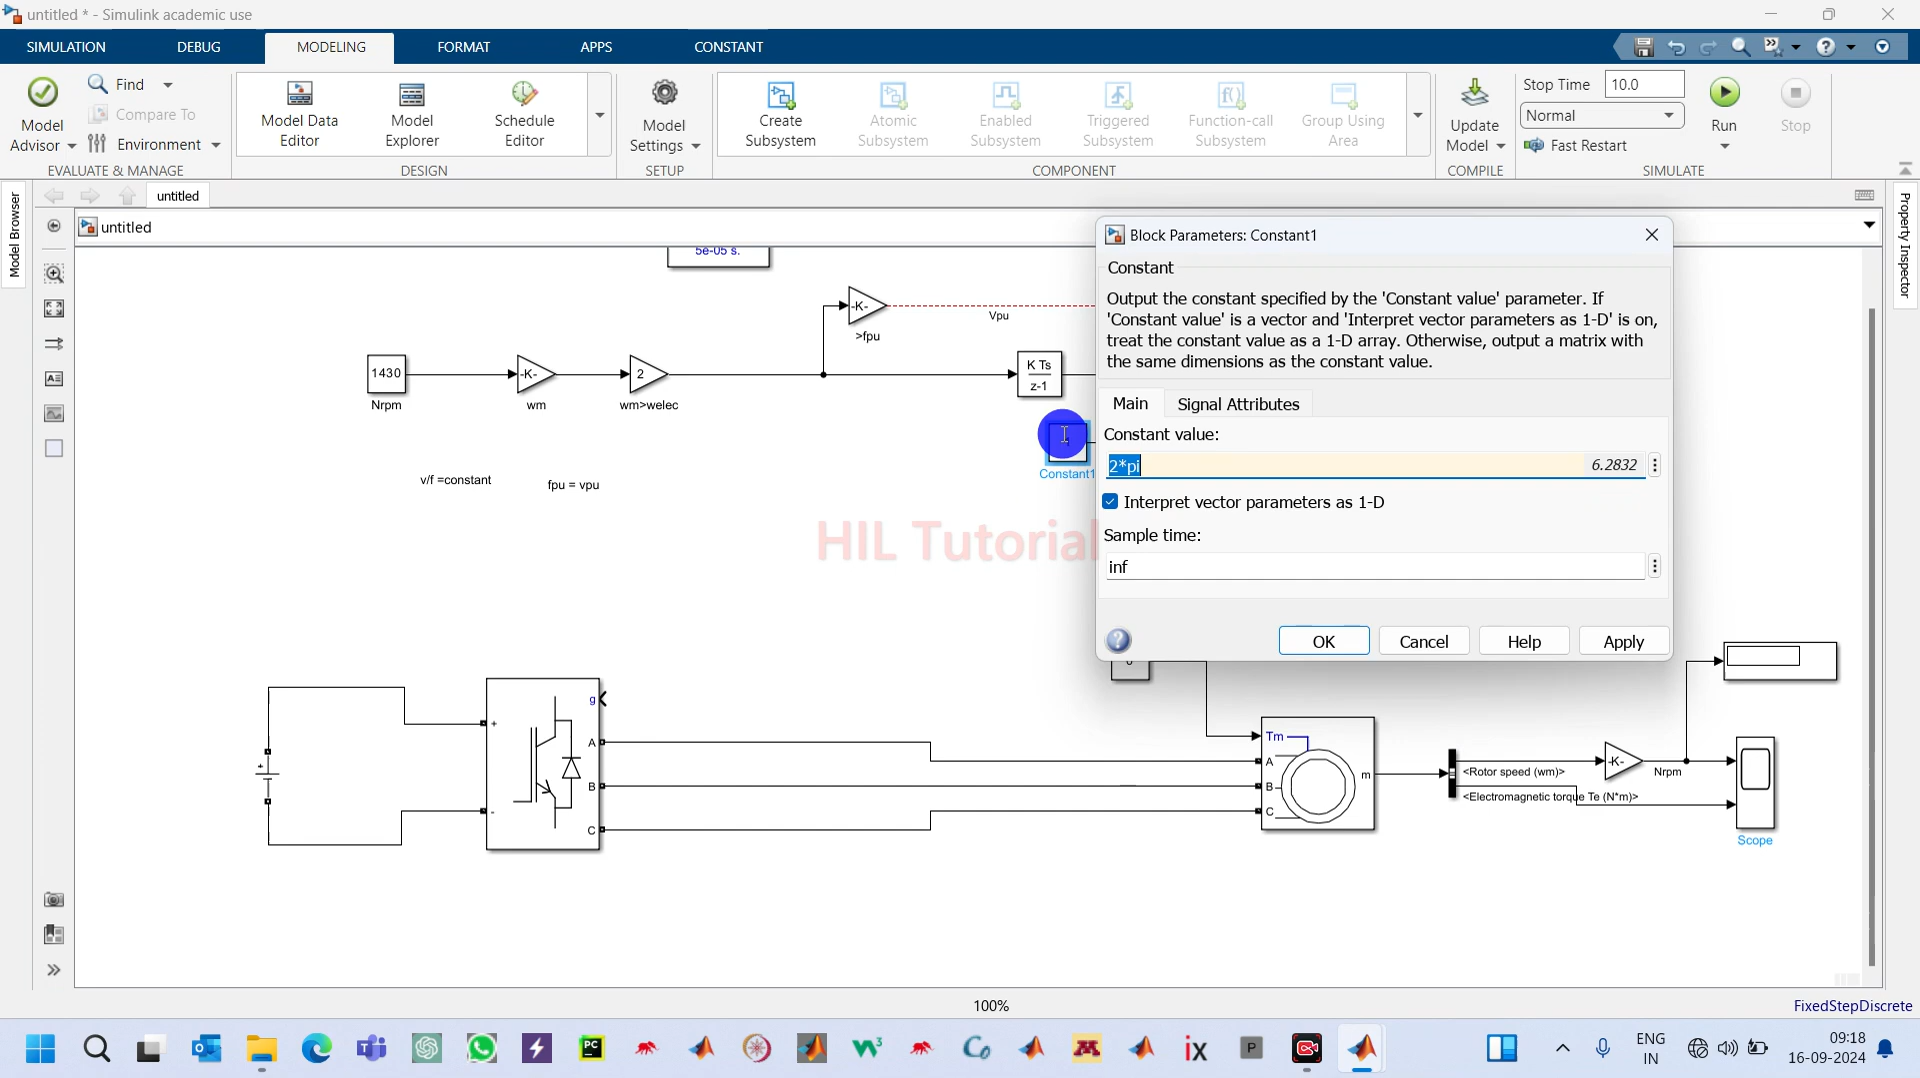 untitled * - Simulink academic use
SIMULATION DEBUG MODELING FORMAT APPS CONSTANT
Model Advisor
Find
Compare To
Environment
EVALUATE & MANAGE
Model Data Editor
Model Explorer
Schedule Editor
DESIGN
Model Settings
SETUP
Create Subsystem
Atomic Subsystem
Enabled Subsystem
Triggered Subsystem
Function-call Subsystem
Group Using Area
COMPONENT
Update Model
COMPILE
Stop Time 10.0
Normal
Fast Restart
Run
Stop
SIMULATE
Model Browser
untitled
untitled
Property Inspector
5e-05 s.
-K-
>fpu
Vpu
1430
Nrpm
-K-
wm
2
wm>welec
K Ts
z-1
Constant1
v/f =constant
fpu = vpu
HIL Tutorial
Block Parameters: Constant1
Constant
Output the constant specified by the 'Constant value' parameter. If
'Constant value' is a vector and 'Interpret vector parameters as 1-D' is on,
treat the constant value as a 1-D array. Otherwise, output a matrix with
the same dimensions as the constant value.
Main Signal Attributes
Constant value:
2*pi 6.2832
Interpret vector parameters as 1-D
Sample time:
inf
OK Cancel Help Apply
g
+
A
B
-
C
+
Tm
A
B
C
m
<Rotor speed (wm)>
<Electromagnetic torque Te (N*m)>
-K-
Nrpm
Scope
100%
FixedStepDiscrete
ENG
IN
09:18
16-09-2024